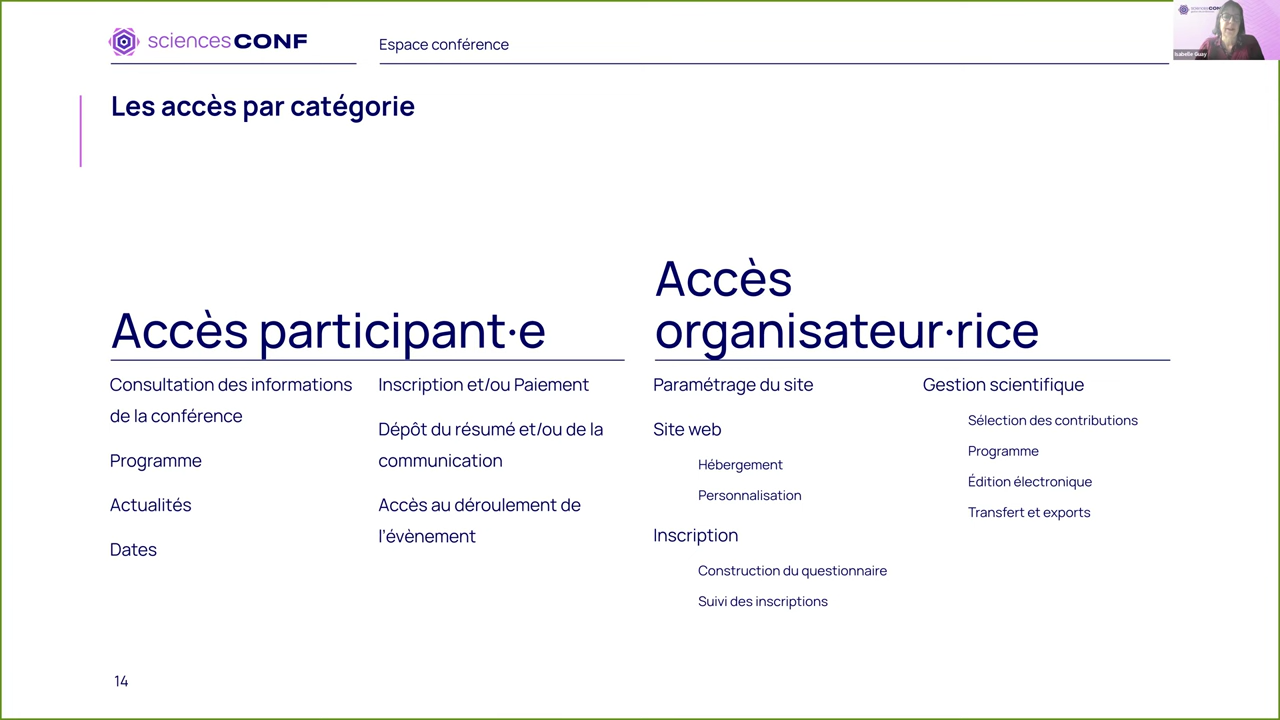 sciencesCONF
Espace conférence
Isabelle Guay
Les accès par catégorie
Accès participant·e
Consultation des informations
de la conférence
Programme
Actualités
Dates
Inscription et/ou Paiement
Dépôt du résumé et/ou de la
communication
Accès au déroulement de
l'évènement
Accès
organisateur·rice
Paramétrage du site
Site web
Hébergement
Personnalisation
Inscription
Construction du questionnaire
Suivi des inscriptions
Gestion scientifique
Sélection des contributions
Programme
Édition électronique
Transfert et exports
14